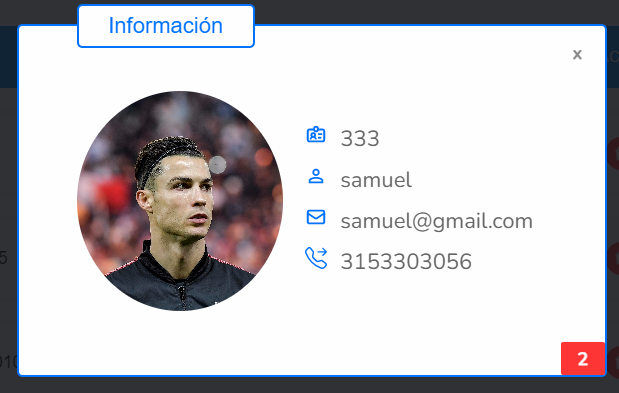 Información
x
333
samuel
samuel@gmail.com
3153303056
2